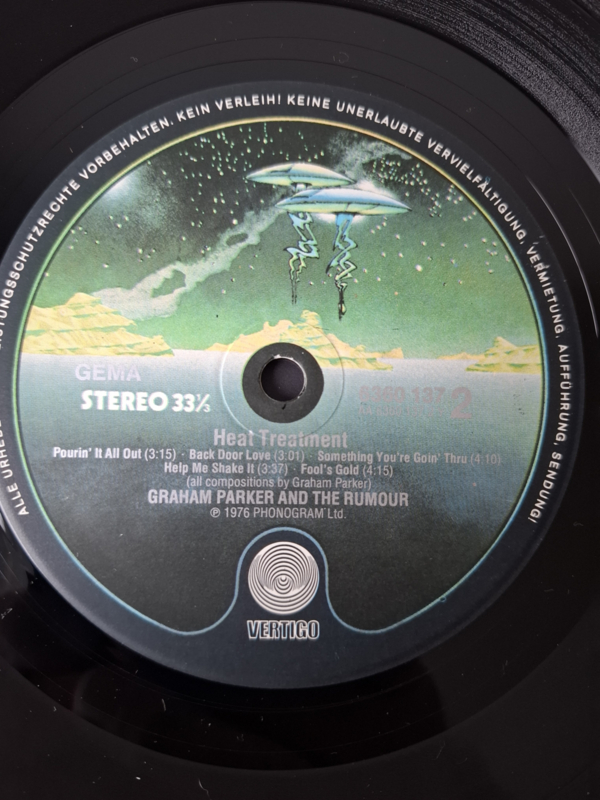 ALLE URHEBE
ISTUNGSSCHUTZRECHTE VORBEHALTEN. KEIN VERLEIH! KEINE UNERLAUBTE VERVIELFÄLTIGUNG, VERMIETUNG, AUFFÜHRUNG, SENDUNG!
GEMA
STEREO 33⅓
2
Heat Treatment
Pourin' It All Out (3:15) · Back Door Love (3:01) · Something You're Goin' Thru (4:10)
Help Me Shake It (3:37) · Fool's Gold (4:15)
(all compositions by Graham Parker)
GRAHAM PARKER AND THE RUMOUR
℗ 1976 PHONOGRAM Ltd.
VERTIGO